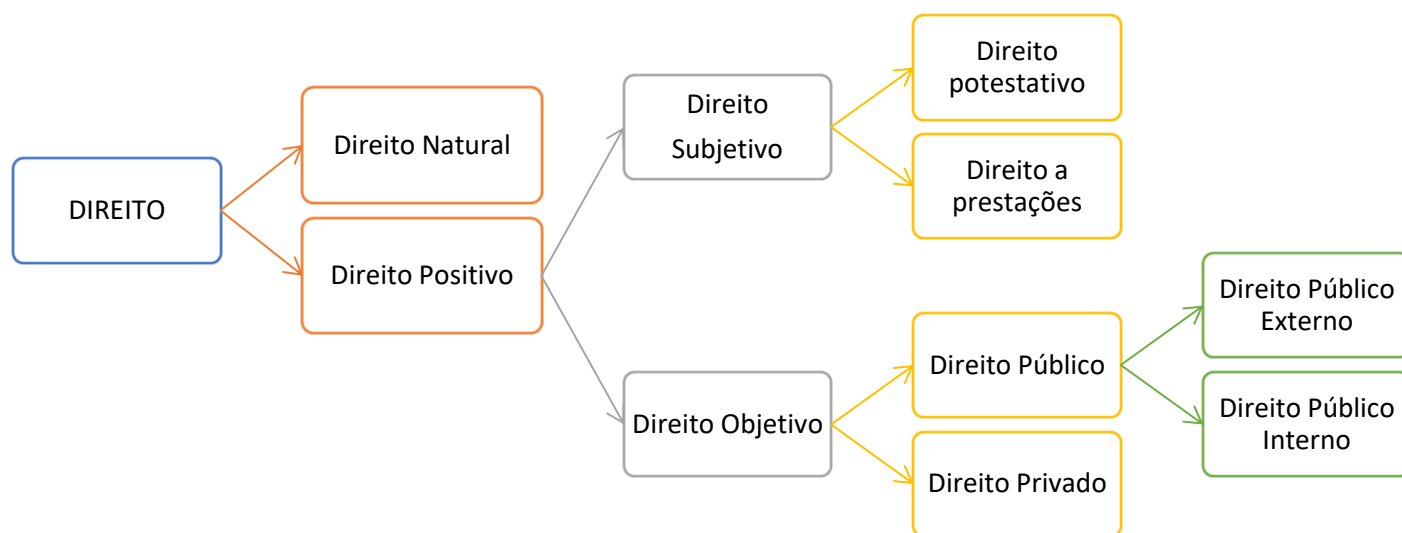 DIREITO
Direito Natural
Direito Positivo
Direito
Subjetivo
Direito Objetivo
Direito
potestativo
Direito a
prestações
Direito Público
Direito Privado
Direito Público
Externo
Direito Público
Interno